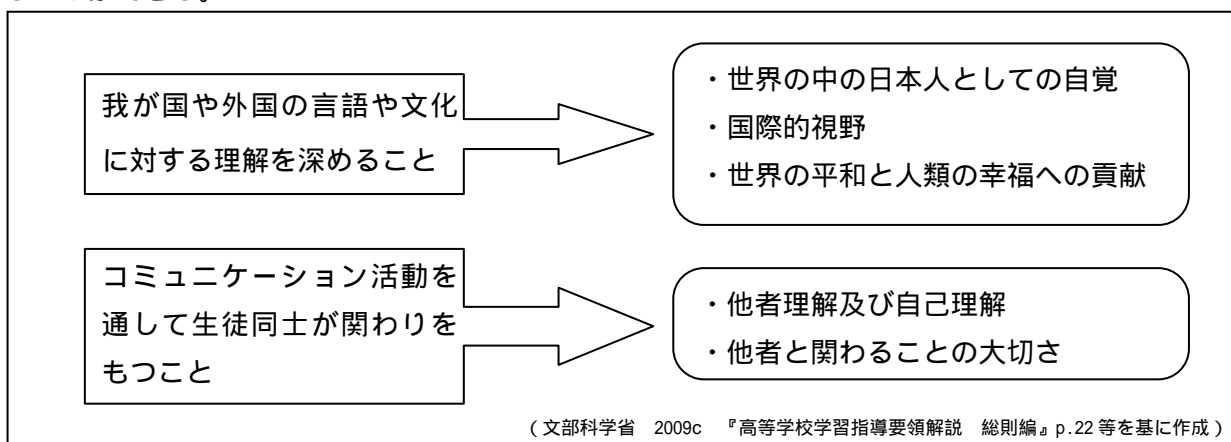 我が国や外国の言語や文化
に対する理解を深めること
・世界の中の日本人としての自覚
・国際的視野
・世界の平和と人類の幸福への貢献
コミュニケーション活動を
通して生徒同士が関わりを
もつこと
・他者理解及び自己理解
・他者と関わることの大切さ
(文部科学省 2009c 『高等学校学習指導要領解説 総則編』p.22 等を基に作成)